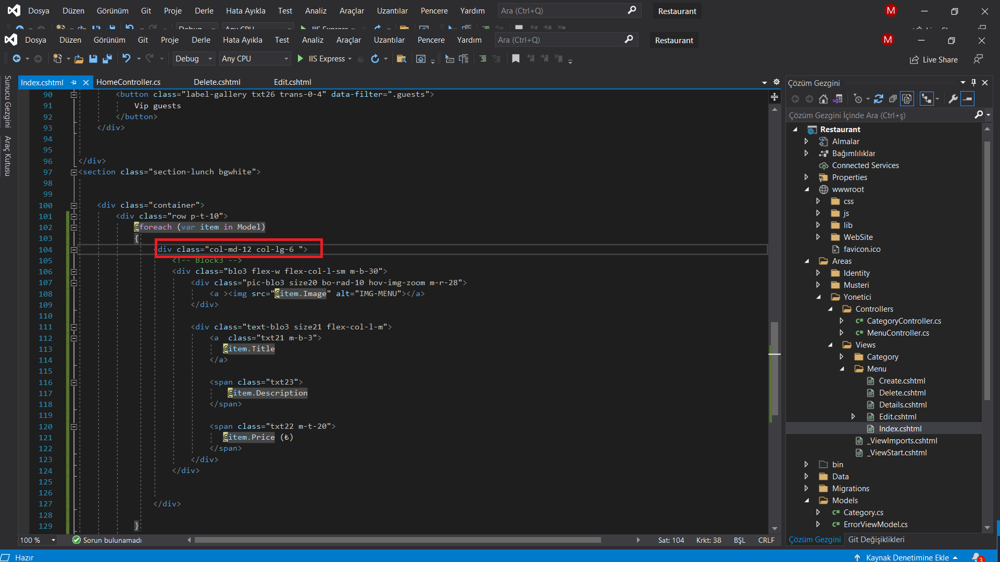 Dosya Düzen Görünüm Git Proje Derle Hata Ayıkla Test Analiz Araçlar Uzantılar Pencere Yardım Ara (Ctrl+Q) Restaurant M
Dosya Düzen Görünüm Git Proje Derle Hata Ayıkla Test Analiz Araçlar Uzantılar Pencere Yardım Ara (Ctrl+Q) Restaurant M
Debug Any CPU IIS Express Live Share
Sunucu Gezgini
Araç Kutusu
Index.cshtml HomeController.cs Delete.cshtml Edit.cshtml
90 <button class="label-gallery txt26 trans-0-4" data-filter=".guests">
91 Vip guests
92 </button>
93 </div>
94
95
96 </div>
97 <section class="section-lunch bgwhite">
98
99
100 <div class="container">
101 <div class="row p-t-10">
102 @foreach (var item in Model)
103 {
104 div class="col-md-12 col-lg-6 ">
105 <!-- Block3 -->
106 <div class="blo3 flex-w flex-col-l-sm m-b-30">
107 <div class="pic-blo3 size20 bo-rad-10 hov-img-zoom m-r-28">
108 <a ><img src="@item.Image" alt="IMG-MENU"></a>
109 </div>
110
111 <div class="text-blo3 size21 flex-col-l-m">
112 <a  class="txt21 m-b-3">
113 @item.Title
114 </a>
115
116 <span class="txt23">
117 @item.Description
118 </span>
119
120 <span class="txt22 m-t-20">
121 @item.Price (₺)
122 </span>
123 </div>
124 </div>
125
126
127 </div>
128
129 }
100 % Sorun bulunamadı Sat: 104 Krkt: 38 BŞL CRLF
Çözüm Gezgini
Çözüm Gezgini İçinde Ara (Ctrl+ş)
Restaurant
Almalar
Bağımlılıklar
Connected Services
Properties
wwwroot
css
js
lib
WebSite
favicon.ico
Areas
Identity
Musteri
Yonetici
Controllers
C# CategoryController.cs
C# MenuController.cs
Views
Category
Menu
Create.cshtml
Delete.cshtml
Details.cshtml
Edit.cshtml
Index.cshtml
_ViewImports.cshtml
_ViewStart.cshtml
bin
Data
Migrations
Models
C# Category.cs
C# ErrorViewModel.cs
Çözüm Gezgini Git Değişiklikleri
Hazır Kaynak Denetimine Ekle 3